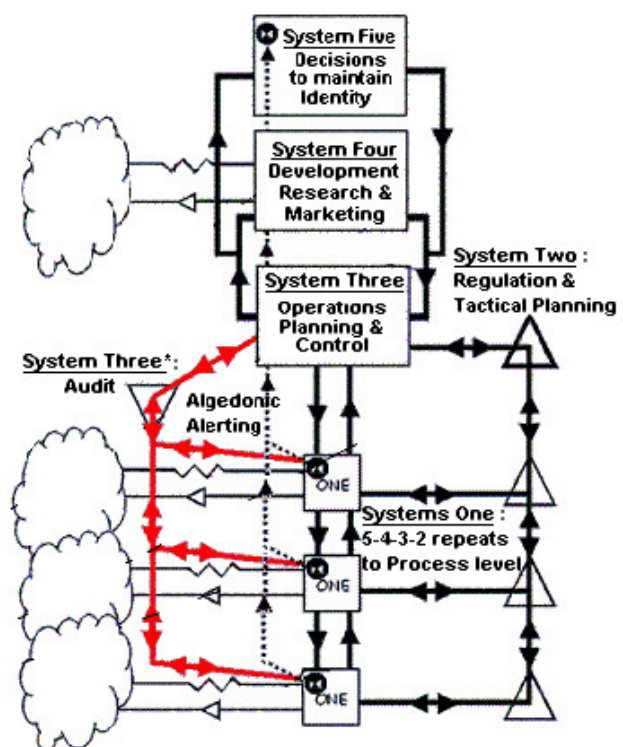 System Five
Decisions
to maintain
Identity
System Four
Development
Research &
Marketing
System Three
Operations
Planning &
Control
System Two :
Regulation &
Tactical Planning
System Three*:
Audit
Algedonic
Alerting
ONE
Systems One :
5-4-3-2 repeats
to Process level
ONE
ONE